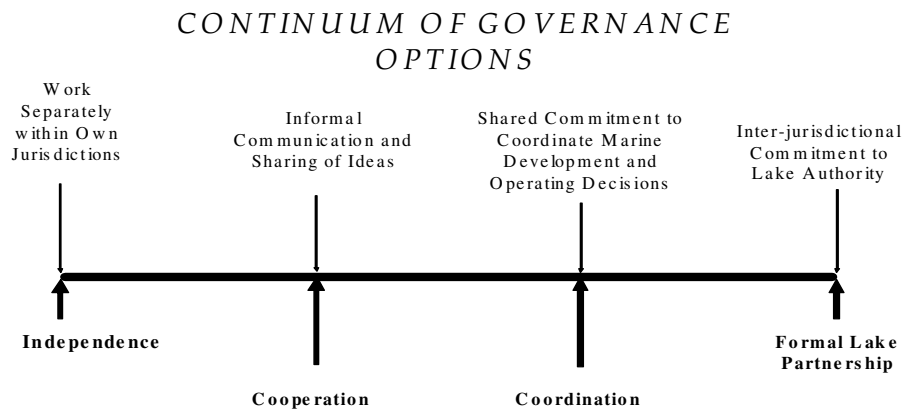 CONTINUUM OF GOVERNANCE
OPTIONS
Work
Separately
within Own
Jurisdictions
Informal
Communication and
Sharing of Ideas
Shared Commitment to
Coordinate Marine
Development and
Operating Decisions
Inter-jurisdictional
Commitment to
Lake Authority
Independence
Cooperation
Coordination
Formal Lake
Partnership